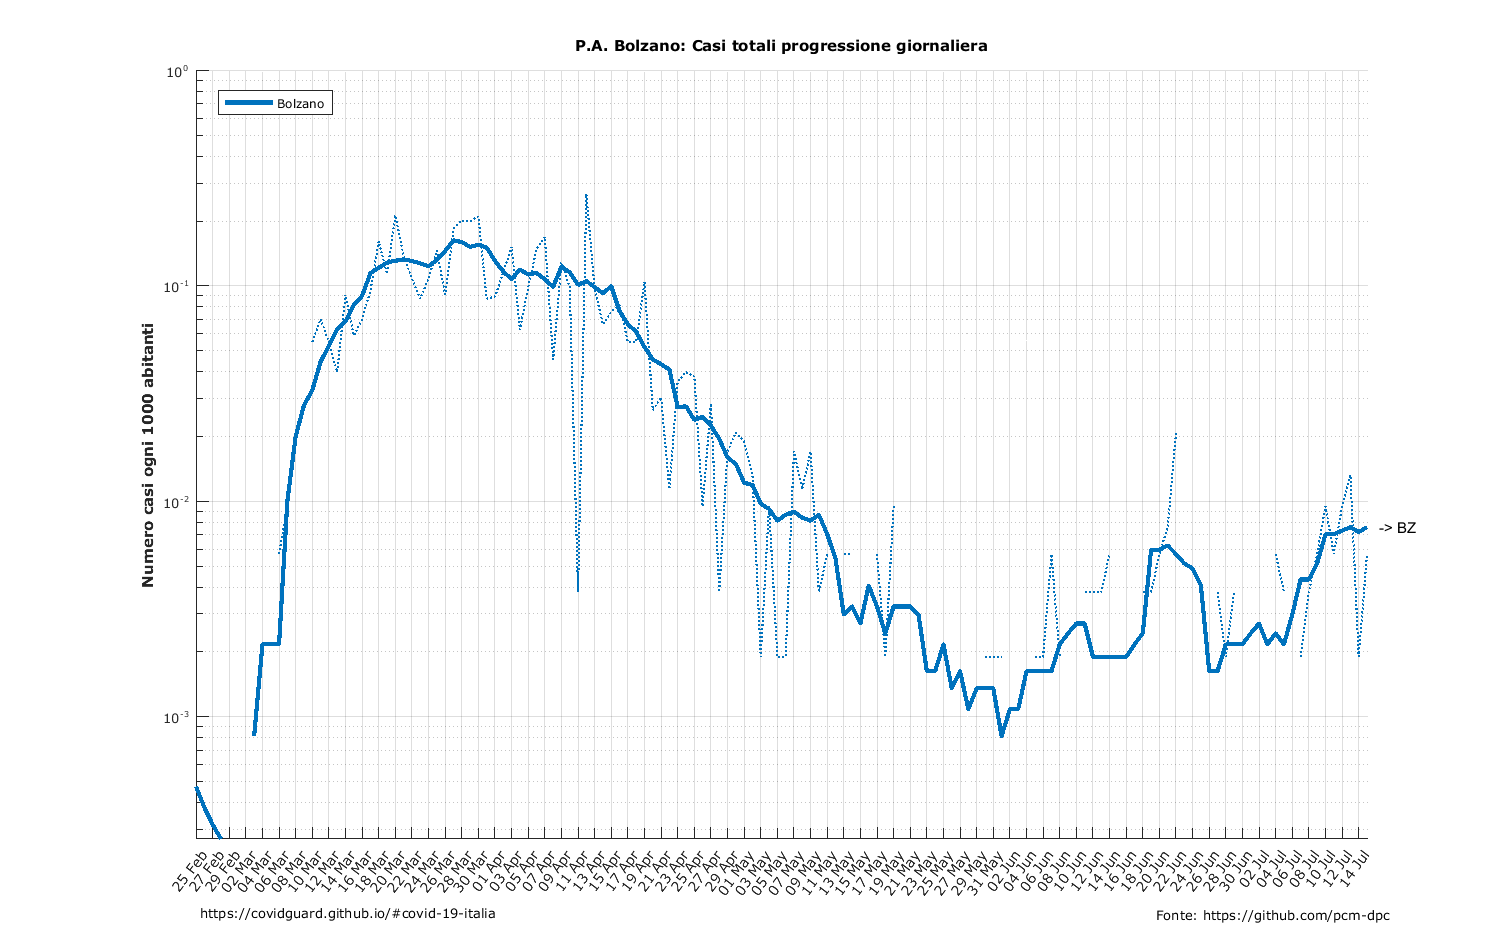 P.A. Bolzano: Casi totali progressione giornaliera
10⁰
Bolzano
10⁻¹
10⁻²
10⁻³
Numero casi ogni 1000 abitanti
-> BZ
25 Feb
27 Feb
29 Feb
02 Mar
04 Mar
06 Mar
08 Mar
10 Mar
12 Mar
14 Mar
16 Mar
18 Mar
20 Mar
22 Mar
24 Mar
26 Mar
28 Mar
30 Mar
01 Apr
03 Apr
05 Apr
07 Apr
09 Apr
11 Apr
13 Apr
15 Apr
17 Apr
19 Apr
21 Apr
23 Apr
25 Apr
27 Apr
29 Apr
01 May
03 May
05 May
07 May
09 May
11 May
13 May
15 May
17 May
19 May
21 May
23 May
25 May
27 May
29 May
31 May
02 Jun
04 Jun
06 Jun
08 Jun
10 Jun
12 Jun
14 Jun
16 Jun
18 Jun
20 Jun
22 Jun
24 Jun
26 Jun
28 Jun
30 Jun
02 Jul
04 Jul
06 Jul
08 Jul
10 Jul
12 Jul
14 Jul
https://covidguard.github.io/#covid-19-italia
Fonte: https://github.com/pcm-dpc